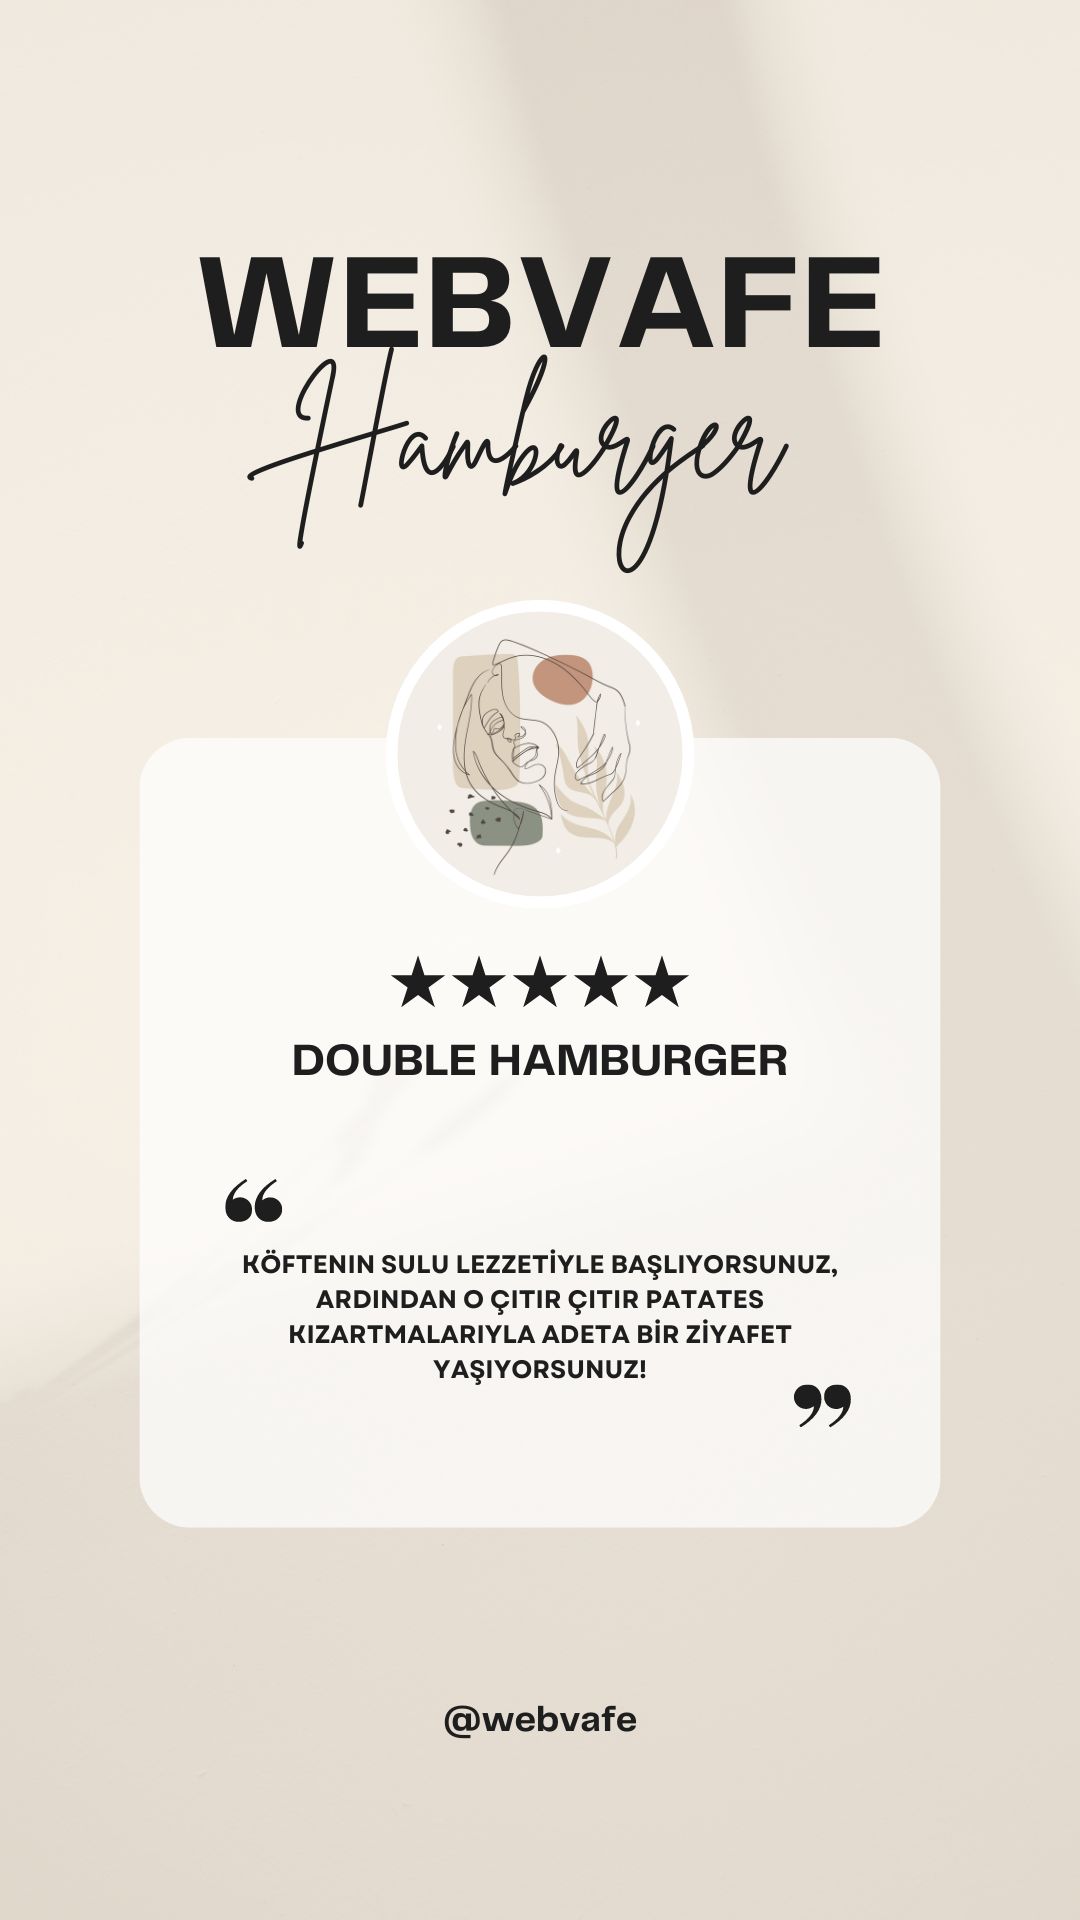 WEBVAFE
Hamburger
★★★★★
DOUBLE HAMBURGER
“
KÖFTENIN SULU LEZZETİYLE BAŞLIYORSUNUZ,
ARDINDAN O ÇITIR ÇITIR PATATES
KIZARTMALARIYLA ADETA BİR ZİYAFET
YAŞIYORSUNUZ!
”
@webvafe